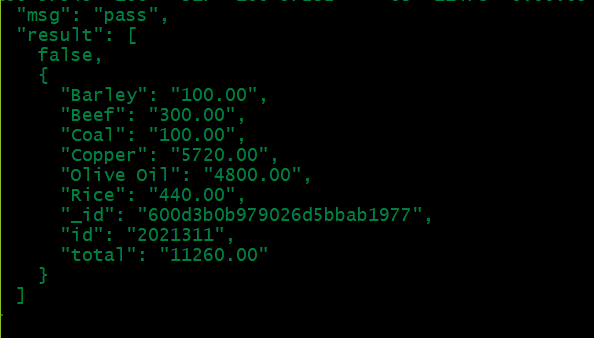 "msg": "pass",
"result": [
false,
{
"Barley": "100.00",
"Beef": "300.00",
"Coal": "100.00",
"Copper": "5720.00",
"Olive Oil": "4800.00",
"Rice": "440.00",
"_id": "600d3b0b979026d5bbab1977",
"id": "2021311",
"total": "11260.00"
}
]